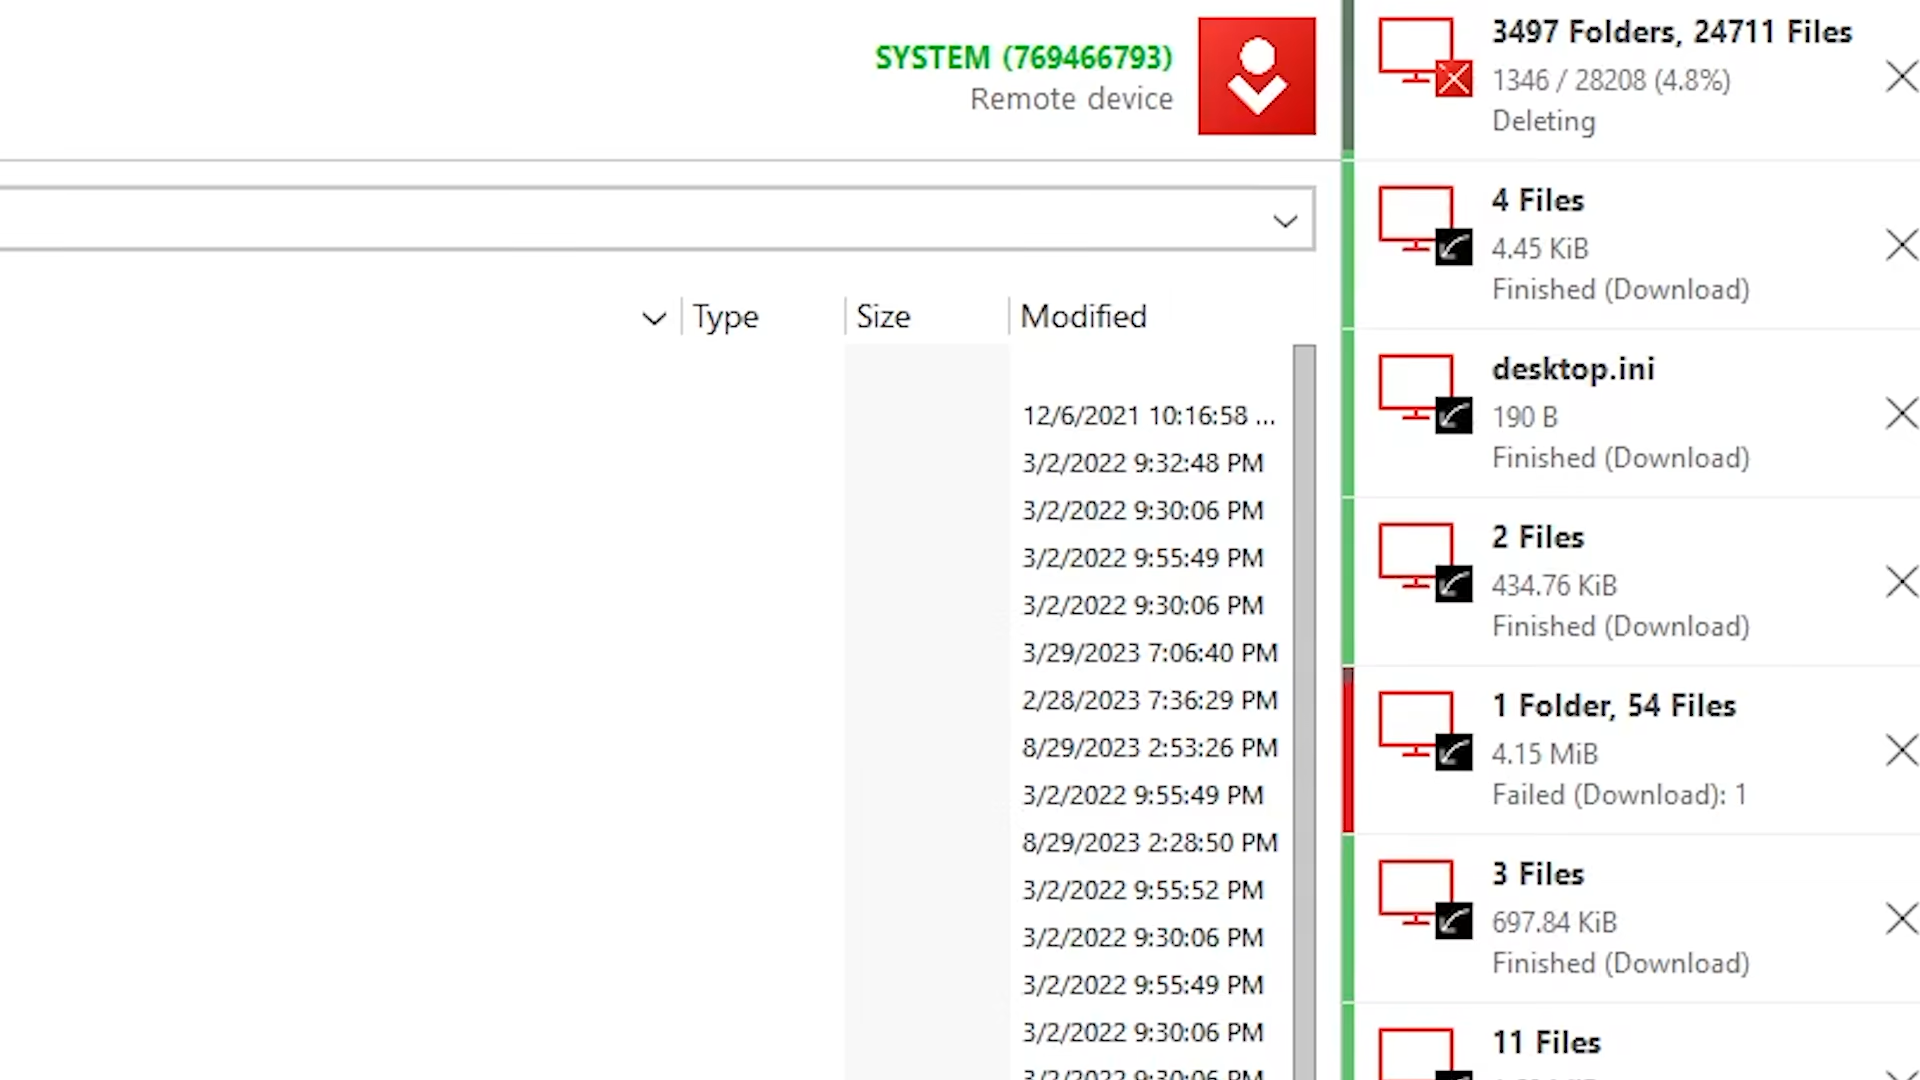 SYSTEM (769466793)
Remote device
Type
Size
Modified
12/6/2021 10:16:58 ...
3/2/2022 9:32:48 PM
3/2/2022 9:30:06 PM
3/2/2022 9:55:49 PM
3/2/2022 9:30:06 PM
3/29/2023 7:06:40 PM
2/28/2023 7:36:29 PM
8/29/2023 2:53:26 PM
3/2/2022 9:55:49 PM
8/29/2023 2:28:50 PM
3/2/2022 9:55:52 PM
3/2/2022 9:30:06 PM
3/2/2022 9:55:49 PM
3/2/2022 9:30:06 PM
3/2/2022 9:30:06 PM
3497 Folders, 24711 Files
1346 / 28208 (4.8%)
Deleting
4 Files
4.45 KiB
Finished (Download)
desktop.ini
190 B
Finished (Download)
2 Files
434.76 KiB
Finished (Download)
1 Folder, 54 Files
4.15 MiB
Failed (Download): 1
3 Files
697.84 KiB
Finished (Download)
11 Files